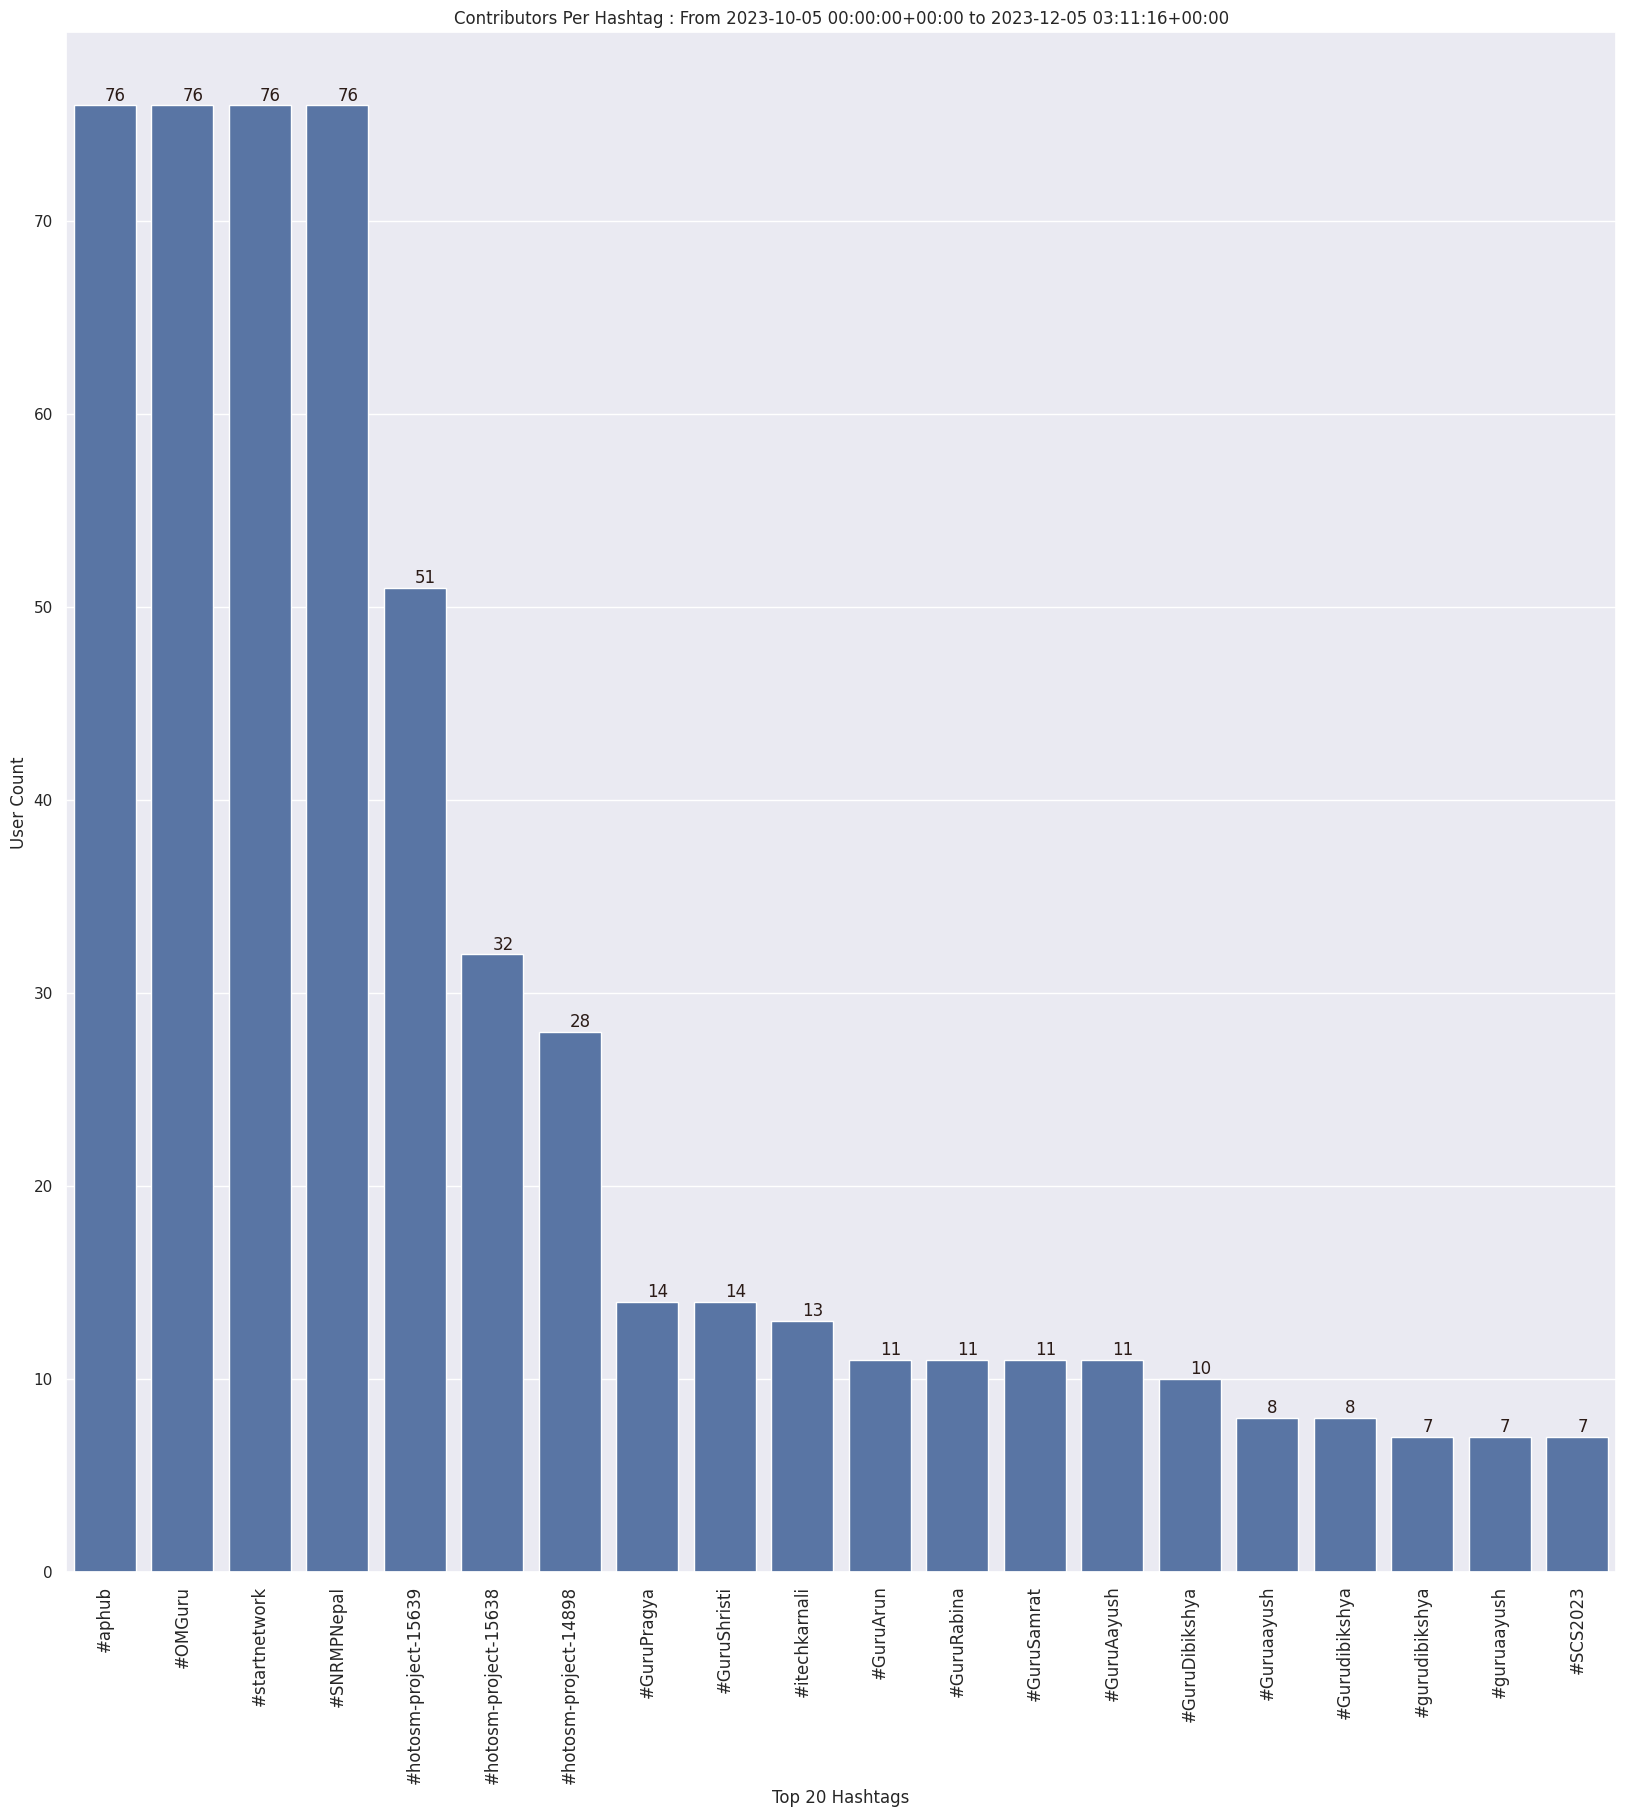 Contributors Per Hashtag : From 2023-10-05 00:00:00+00:00 to 2023-12-05 03:11:16+00:00
76
76
76
76
51
32
28
14
14
13
11
11
11
11
10
8
8
7
7
7
70
60
50
40
30
20
10
0
User Count
#aphub
#OMGuru
#startnetwork
#SNRMPNepal
#hotosm-project-15639
#hotosm-project-15638
#hotosm-project-14898
#GuruPragya
#GuruShristi
#itechkarnali
#GuruArun
#GuruRabina
#GuruSamrat
#GuruAayush
#GuruDibikshya
#Guruaayush
#Gurudibikshya
#gurudibikshya
#guruaayush
#SCS2023
Top 20 Hashtags